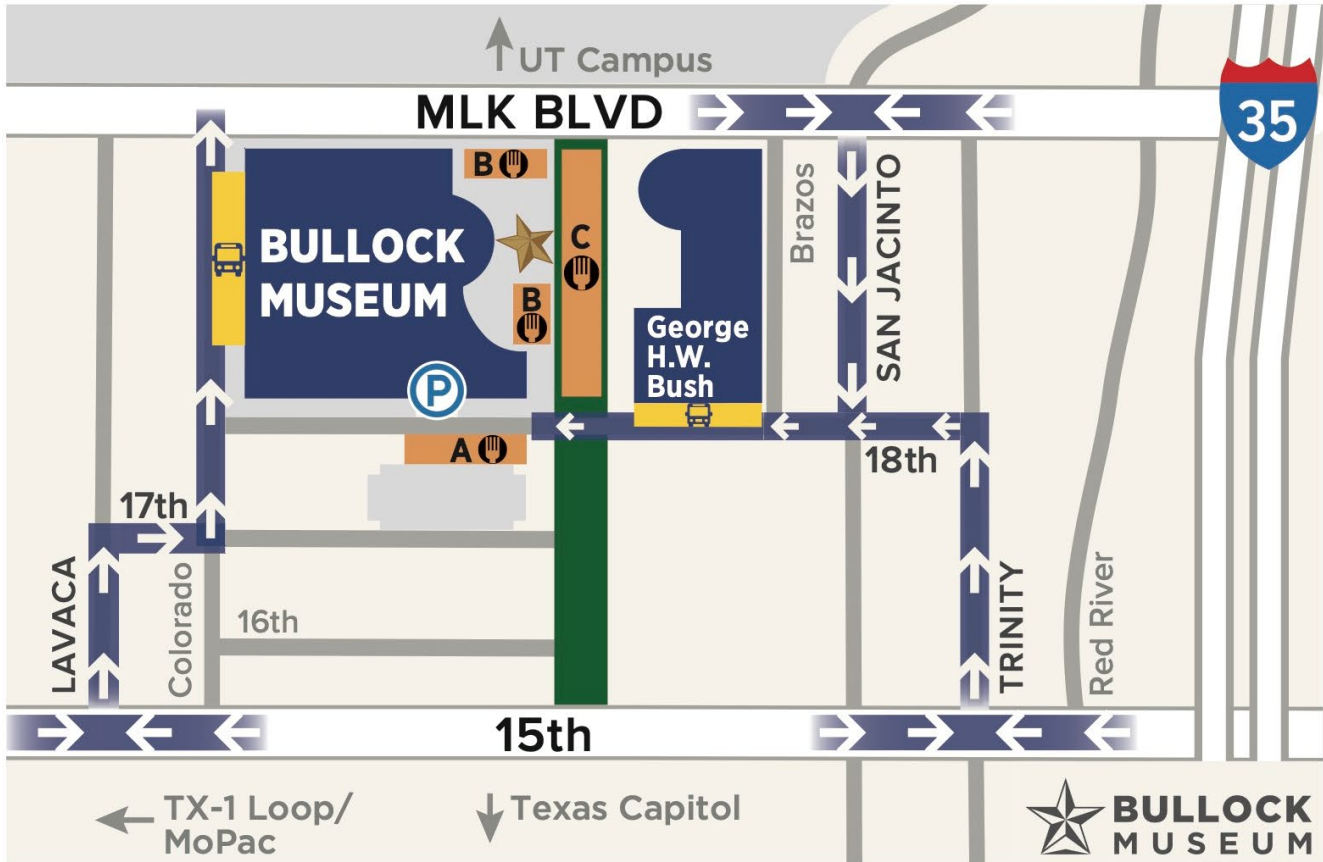 UT Campus
MLK BLVD
35
B
BULLOCK
MUSEUM
C
B
Brazos
SAN JACINTO
George
H.W.
Bush
P
A
18th
17th
LAVACA
Colorado
16th
TRINITY
Red River
15th
TX-1 Loop/
MoPac
Texas Capitol
BULLOCK
MUSEUM